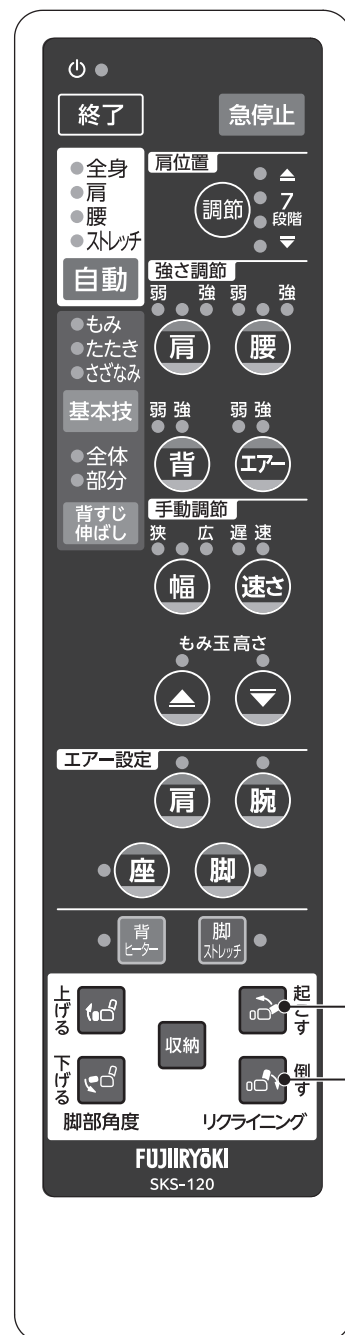 終了 急停止
全身
肩
腰
ストレッチ
自動
肩位置
調節
7
段階
強さ調節
弱 強 弱 強
肩 腰
もみ
たたき
さざなみ
基本技
弱 強 弱 強
背 エアー
全体
部分
背すじ
伸ばし
手動調節
狭 広 遅 速
幅 速さ
もみ玉高さ
エアー設定
肩 腕
座 脚
背
ヒーター
脚
ストレッチ
上げる
起こす
収納
下げる
倒す
脚部角度 リクライニング
FUJIIRYOKI
SKS-120